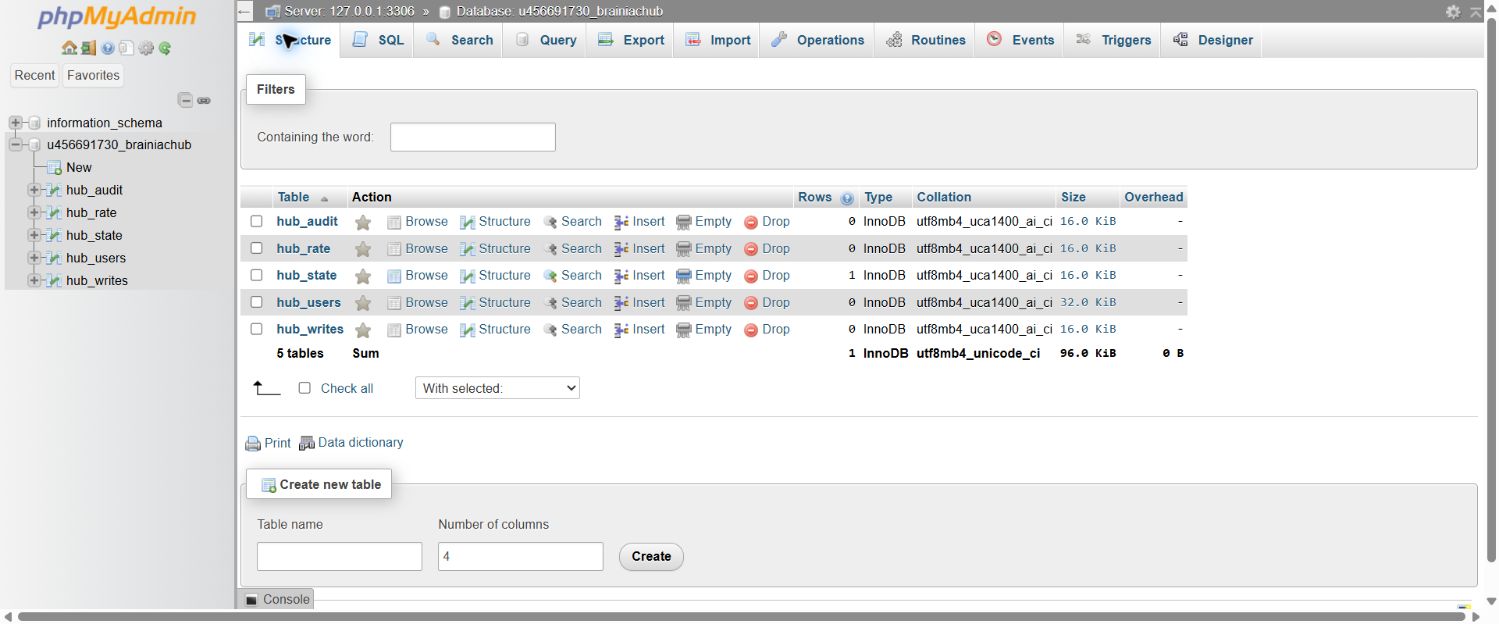 phpMyAdmin
Recent Favorites
information_schema
u456691730_brainiachub
New
hub_audit
hub_rate
hub_state
hub_users
hub_writes
Server: 127.0.0.1:3306 » Database: u456691730_brainiachub
Structure SQL Search Query Export Import Operations Routines Events Triggers Designer
Filters
Containing the word:
Table Action Rows Type Collation Size Overhead
hub_audit Browse Structure Search Insert Empty Drop 0 InnoDB utf8mb4_uca1400_ai_ci 16.0 KiB -
hub_rate Browse Structure Search Insert Empty Drop 0 InnoDB utf8mb4_uca1400_ai_ci 16.0 KiB -
hub_state Browse Structure Search Insert Empty Drop 1 InnoDB utf8mb4_uca1400_ai_ci 16.0 KiB -
hub_users Browse Structure Search Insert Empty Drop 0 InnoDB utf8mb4_uca1400_ai_ci 32.0 KiB -
hub_writes Browse Structure Search Insert Empty Drop 0 InnoDB utf8mb4_uca1400_ai_ci 16.0 KiB -
5 tables Sum 1 InnoDB utf8mb4_unicode_ci 96.0 KiB 0 B
Check all With selected:
Print Data dictionary
Create new table
Table name Number of columns
4 Create
Console